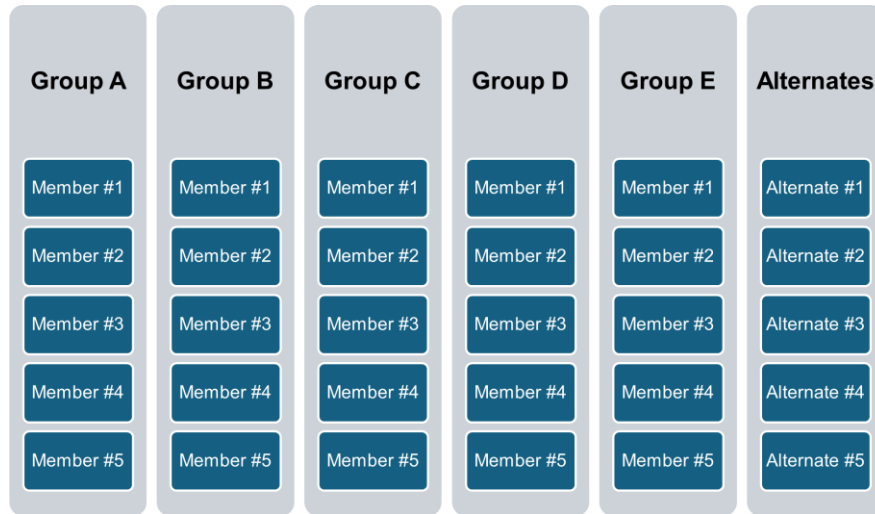 Group A
Member #1
Member #2
Member #3
Member #4
Member #5
Group B
Member #1
Member #2
Member #3
Member #4
Member #5
Group C
Member #1
Member #2
Member #3
Member #4
Member #5
Group D
Member #1
Member #2
Member #3
Member #4
Member #5
Group E
Member #1
Member #2
Member #3
Member #4
Member #5
Alternates
Alternate #1
Alternate #2
Alternate #3
Alternate #4
Alternate #5